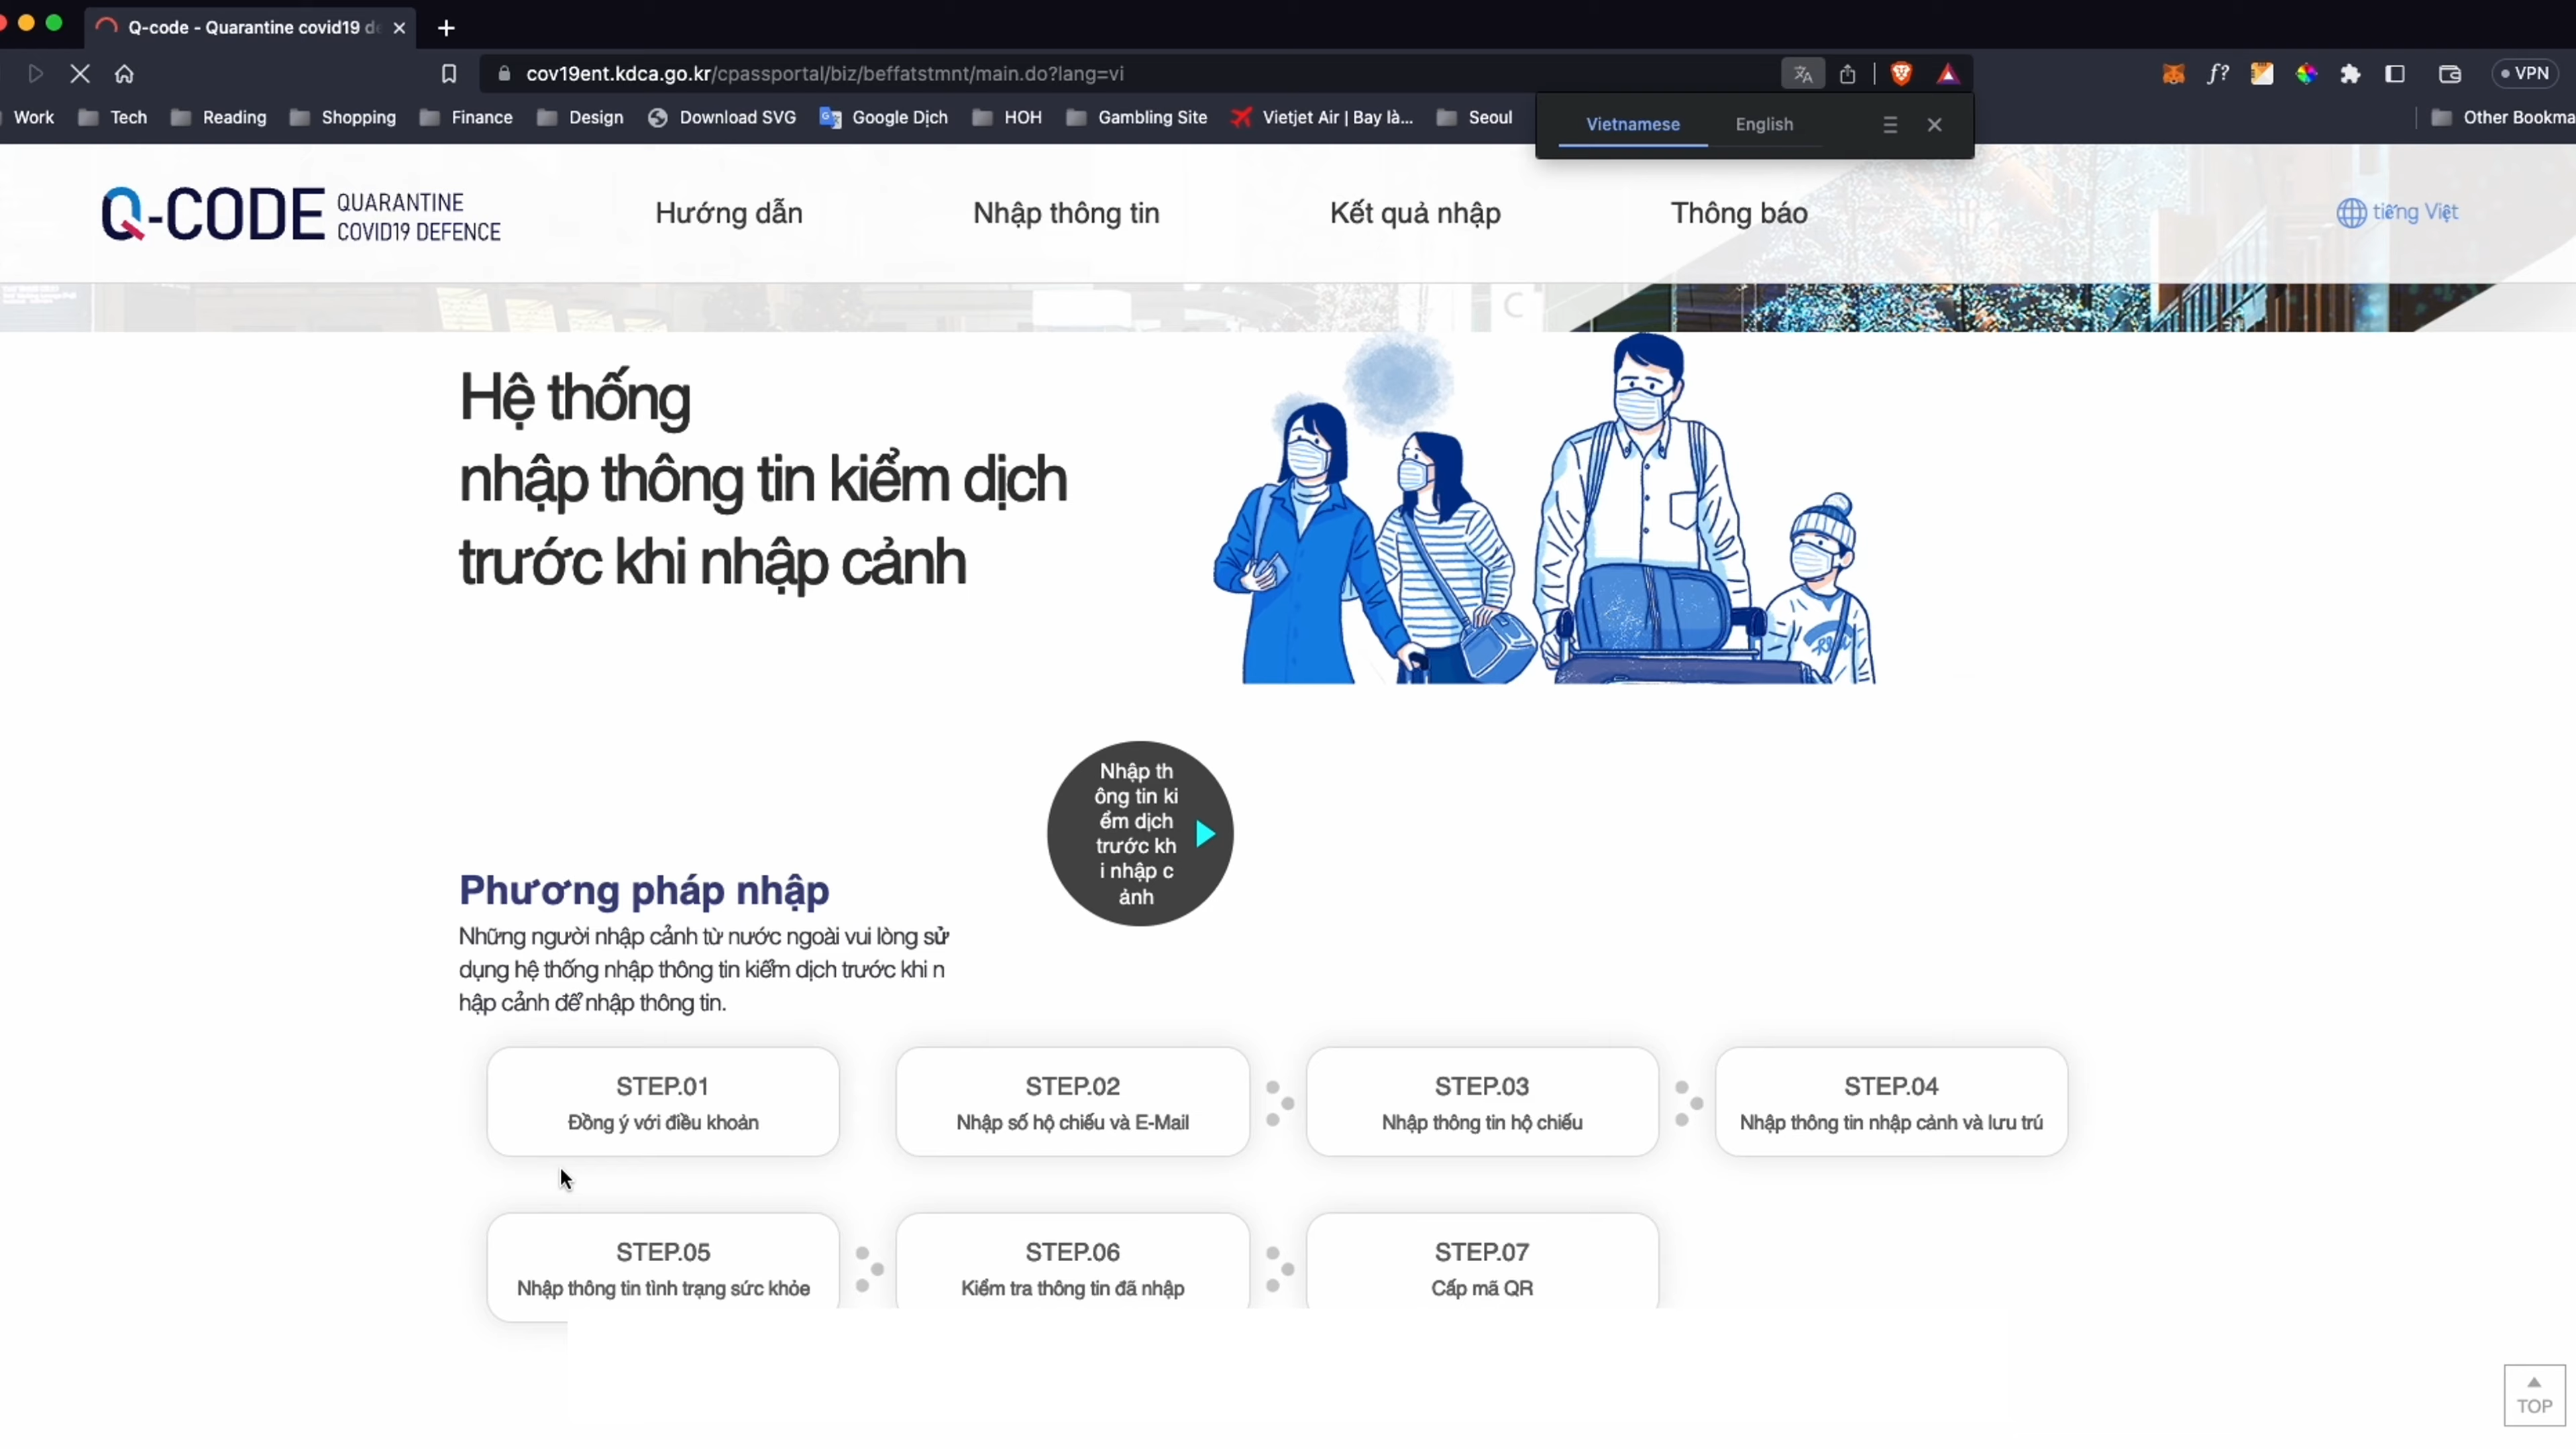 Q-code - Quarantine covid19 de
cov19ent.kdca.go.kr/cpassportal/biz/beffatstmnt/main.do?lang=vi
VPN
Work Tech Reading Shopping Finance Design Download SVG Google Dịch HOH Gambling Site Vietjet Air | Bay là... Seoul Other Bookma
Vietnamese English
Q-CODE QUARANTINE
COVID19 DEFENCE
Hướng dẫn Nhập thông tin Kết quả nhập Thông báo tiếng Việt
C
Hệ thống
nhập thông tin kiểm dịch
trước khi nhập cảnh
Nhập th
ông tin ki
ểm dịch
trước kh
i nhập c
ảnh
Phương pháp nhập
Những người nhập cảnh từ nước ngoài vui lòng sử
dụng hệ thống nhập thông tin kiểm dịch trước khi n
hập cảnh để nhập thông tin.
STEP.01
Đồng ý với điều khoản
STEP.02
Nhập số hộ chiếu và E-Mail
STEP.03
Nhập thông tin hộ chiếu
STEP.04
Nhập thông tin nhập cảnh và lưu trú
STEP.05
Nhập thông tin tình trạng sức khỏe
STEP.06
Kiểm tra thông tin đã nhập
STEP.07
Cấp mã QR
TOP